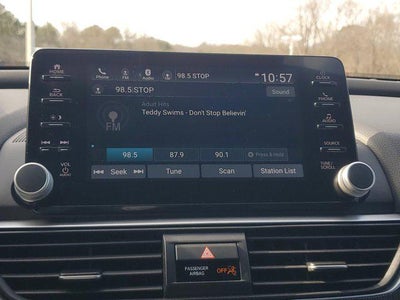 HOME
Phone
FM
Bluetooth
98.5 STOP
10:57
CLOCK
98.5:STOP
Sound
BACK
PHONE
Adult Hits
Teddy Swims - Don't Stop Believin'
FM
AUDIO
98.5
87.9
90.1
Press & Hold
SOURCE
VOL
AUDIO
Seek
Tune
Scan
Station List
TUNE /
SCROLL
PASSENGER
AIRBAG
OFF